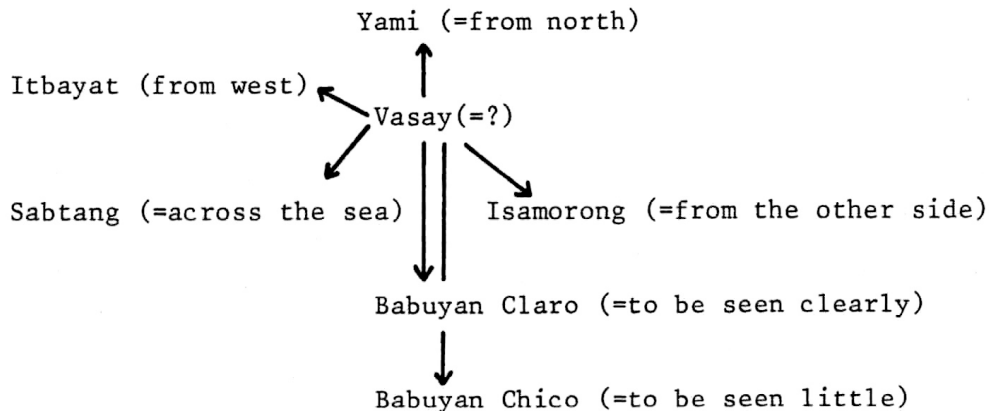 Yami (=from north)
Itbayat (from west)
Vasay(=?)
Sabtang (=across the sea)
Isamorong (=from the other side)
Babuyan Claro (=to be seen clearly)
Babuyan Chico (=to be seen little)